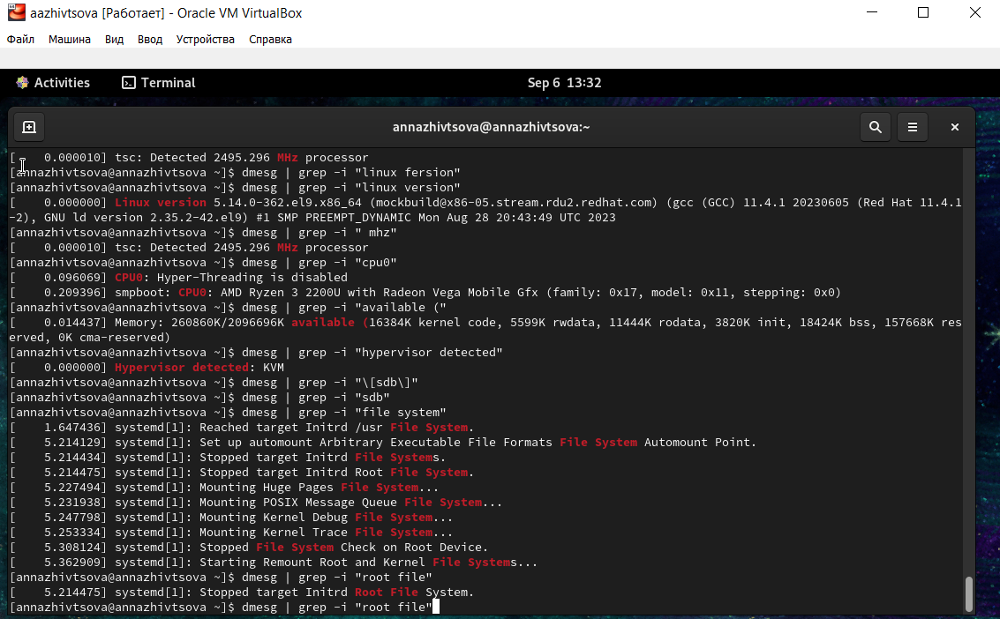 aazhivtsova [Работает] - Oracle VM VirtualBox
Файл Машина Вид Ввод Устройства Справка
Activities Terminal Sep 6 13:32
annazhivtsova@annazhivtsova:~
[    0.000010] tsc: Detected 2495.296 MHz processor
[annazhivtsova@annazhivtsova ~]$ dmesg | grep -i "linux fersion"
[annazhivtsova@annazhivtsova ~]$ dmesg | grep -i "linux version"
[    0.000000] Linux version 5.14.0-362.el9.x86_64 (mockbuild@x86-05.stream.rdu2.redhat.com) (gcc (GCC) 11.4.1 20230605 (Red Hat 11.4.1
-2), GNU ld version 2.35.2-42.el9) #1 SMP PREEMPT_DYNAMIC Mon Aug 28 20:43:49 UTC 2023
[annazhivtsova@annazhivtsova ~]$ dmesg | grep -i " mhz"
[    0.000010] tsc: Detected 2495.296 MHz processor
[annazhivtsova@annazhivtsova ~]$ dmesg | grep -i "cpu0"
[    0.096069] CPU0: Hyper-Threading is disabled
[    0.209396] smpboot: CPU0: AMD Ryzen 3 2200U with Radeon Vega Mobile Gfx (family: 0x17, model: 0x11, stepping: 0x0)
[annazhivtsova@annazhivtsova ~]$ dmesg | grep -i "available ("
[    0.014437] Memory: 260860K/2096696K available (16384K kernel code, 5599K rwdata, 11444K rodata, 3820K init, 18424K bss, 157668K res
erved, 0K cma-reserved)
[annazhivtsova@annazhivtsova ~]$ dmesg | grep -i "hypervisor detected"
[    0.000000] Hypervisor detected: KVM
[annazhivtsova@annazhivtsova ~]$ dmesg | grep -i "\[sdb\]"
[annazhivtsova@annazhivtsova ~]$ dmesg | grep -i "sdb"
[annazhivtsova@annazhivtsova ~]$ dmesg | grep -i "file system"
[    1.647436] systemd[1]: Reached target Initrd /usr File System.
[    5.214129] systemd[1]: Set up automount Arbitrary Executable File Formats File System Automount Point.
[    5.214434] systemd[1]: Stopped target Initrd File Systems.
[    5.214475] systemd[1]: Stopped target Initrd Root File System.
[    5.227494] systemd[1]: Mounting Huge Pages File System...
[    5.231938] systemd[1]: Mounting POSIX Message Queue File System...
[    5.247798] systemd[1]: Mounting Kernel Debug File System...
[    5.253334] systemd[1]: Mounting Kernel Trace File System...
[    5.308124] systemd[1]: Stopped File System Check on Root Device.
[    5.362909] systemd[1]: Starting Remount Root and Kernel File Systems...
[annazhivtsova@annazhivtsova ~]$ dmesg | grep -i "root file"
[    5.214475] systemd[1]: Stopped target Initrd Root File System.
[annazhivtsova@annazhivtsova ~]$ dmesg | grep -i "root file"